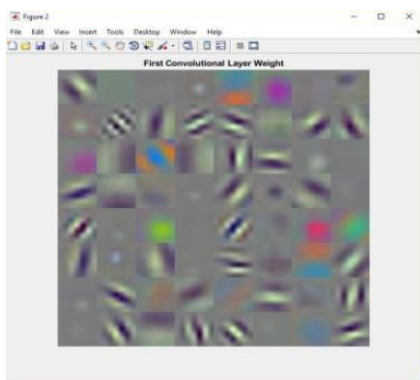 Figure 2
File Edit View Insert Tools Desktop Window Help
First Convolutional Layer Weight